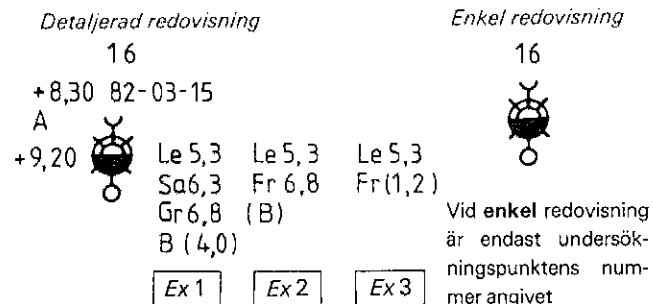 Detaljerad redovisning
16
+8,30 82-03-15
A
+9,20
Le 5,3 Le 5,3 Le 5,3
Sa 6,3 Fr 6,8 Fr (1,2)
Gr 6,8 (B)
B (4,0)
Ex 1 Ex 2 Ex 3
Enkel redovisning
16
Vid enkel redovisning
är endast undersök-
ningspunktens num-
mer angivet